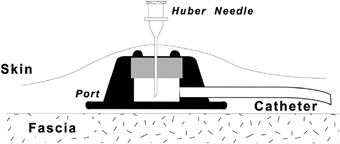 Huber Needle
Skin
Port
Catheter
Fascia